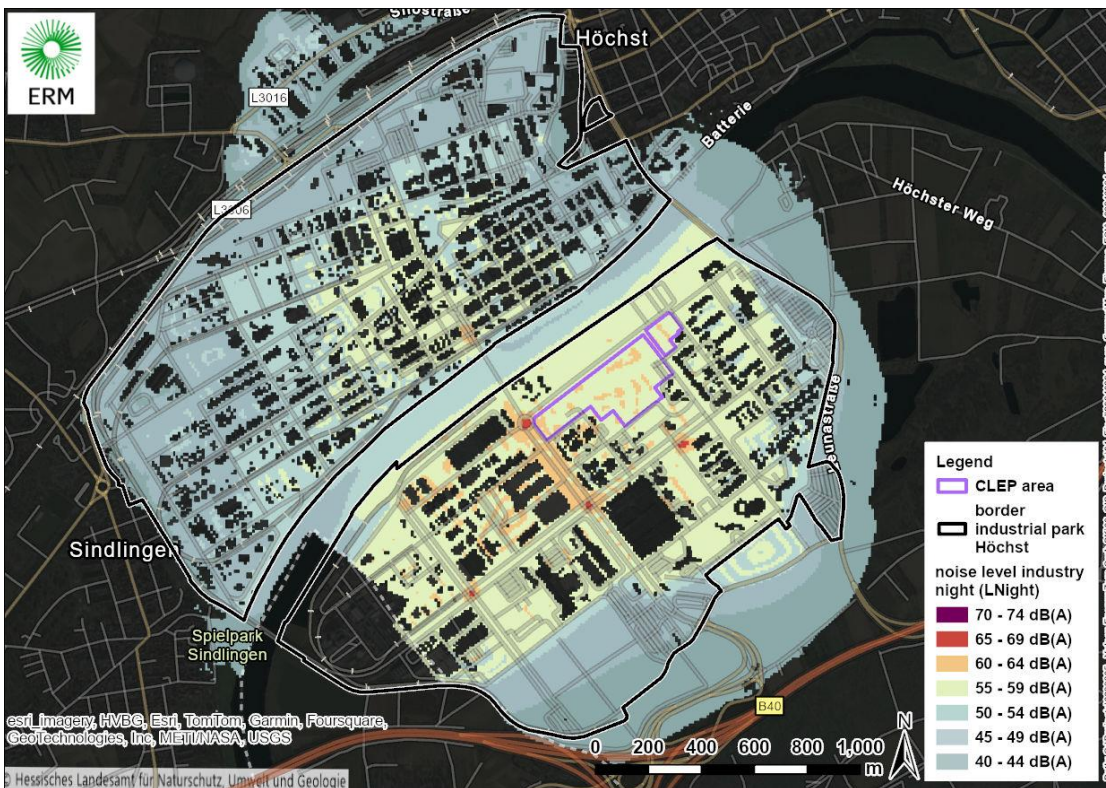 Silostraße
Höchst
ERM
L3016
Batterie
Höchster Weg
L3006
Sindlingen
Spielpark
Sindlingen
B40
esri_imagery, HVBG, Esri, TomTom, Garmin, Foursquare,
GeoTechnologies, Inc, METI/NASA, USGS
© Hessisches Landesamt für Naturschutz, Umwelt und Geologie
Legend
CLEP area
border
industrial park
Höchst
noise level industry
night (LNight)
70 - 74 dB(A)
65 - 69 dB(A)
60 - 64 dB(A)
55 - 59 dB(A)
50 - 54 dB(A)
45 - 49 dB(A)
40 - 44 dB(A)
N
0 200 400 600 800 1,000
m